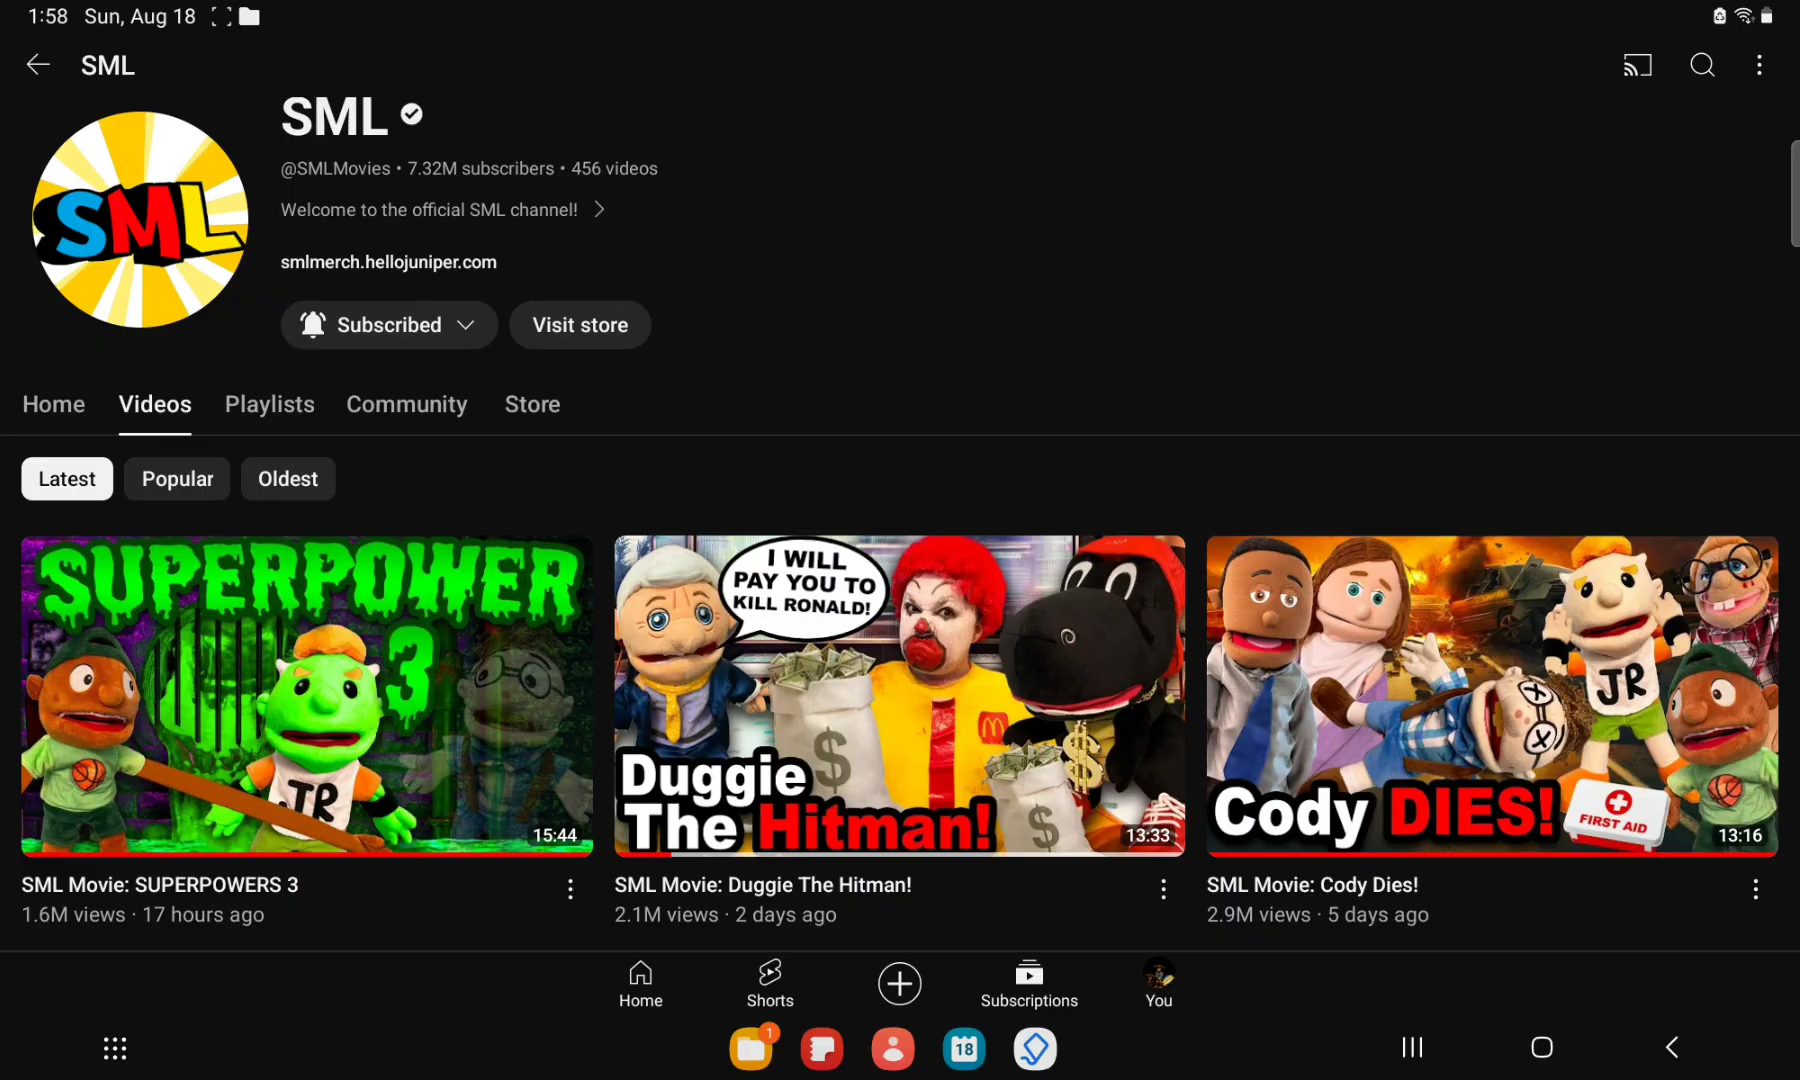 1:58 Sun, Aug 18
SML
SML
SML
@SMLMovies • 7.32M subscribers • 456 videos
Welcome to the official SML channel!
smlmerch.hellojuniper.com
Subscribed
Visit store
Home Videos Playlists Community Store
Latest Popular Oldest
SUPERPOWER
3
JR
15:44
I WILL
PAY YOU TO
KILL RONALD!
$
$
$
Duggie
The Hitman!
13:33
JR
Cody DIES!
FIRST AID
13:16
SML Movie: SUPERPOWERS 3
1.6M views · 17 hours ago
SML Movie: Duggie The Hitman!
2.1M views · 2 days ago
SML Movie: Cody Dies!
2.9M views · 5 days ago
Home Shorts Subscriptions You
1
18